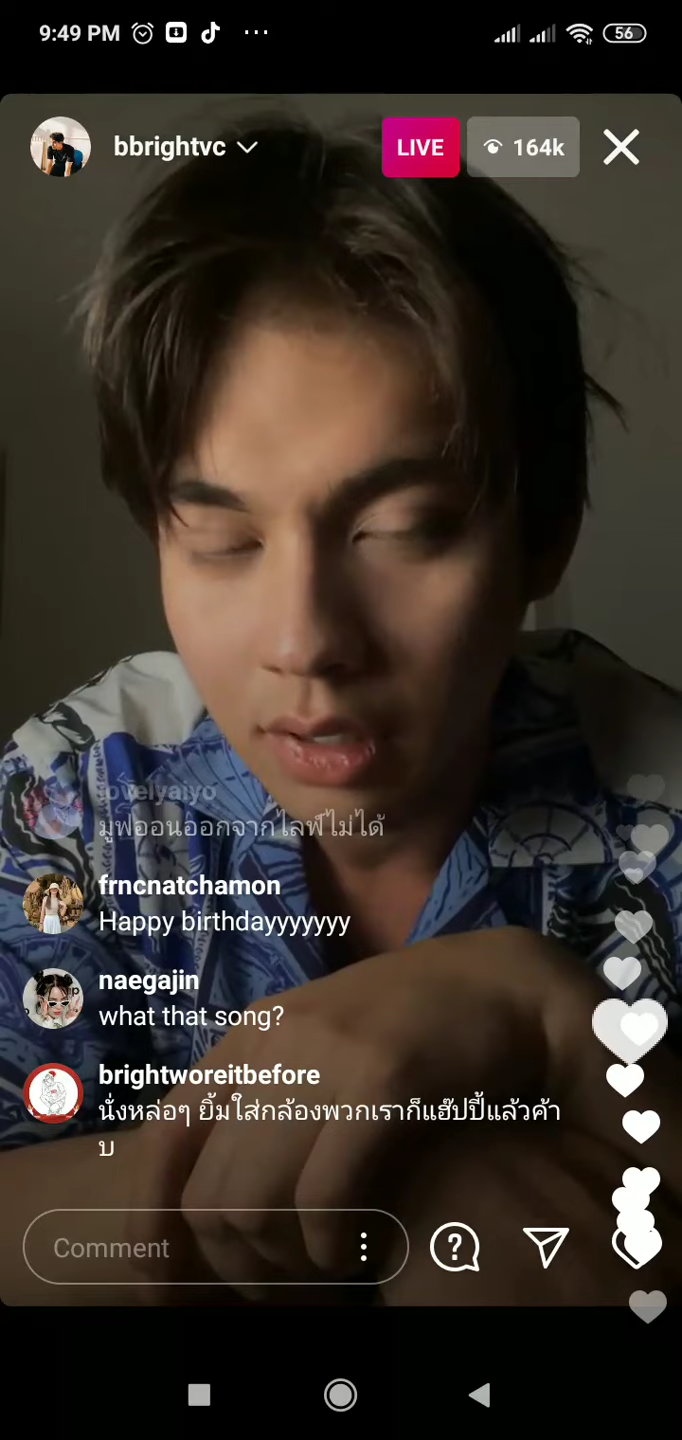 9:49 PM
56
bbrightvc
LIVE
164k
lovelyaiyo
มูฟออนออกจากไลฟ์ไม่ได้
frncnatchamon
Happy birthdayyyyyyy
naegajin
what that song?
brightworeitbefore
นั่งหล่อๆ ยิ้มใส่กล้องพวกเราก็แฮ๊ปปี้แล้วค้า
บ
Comment